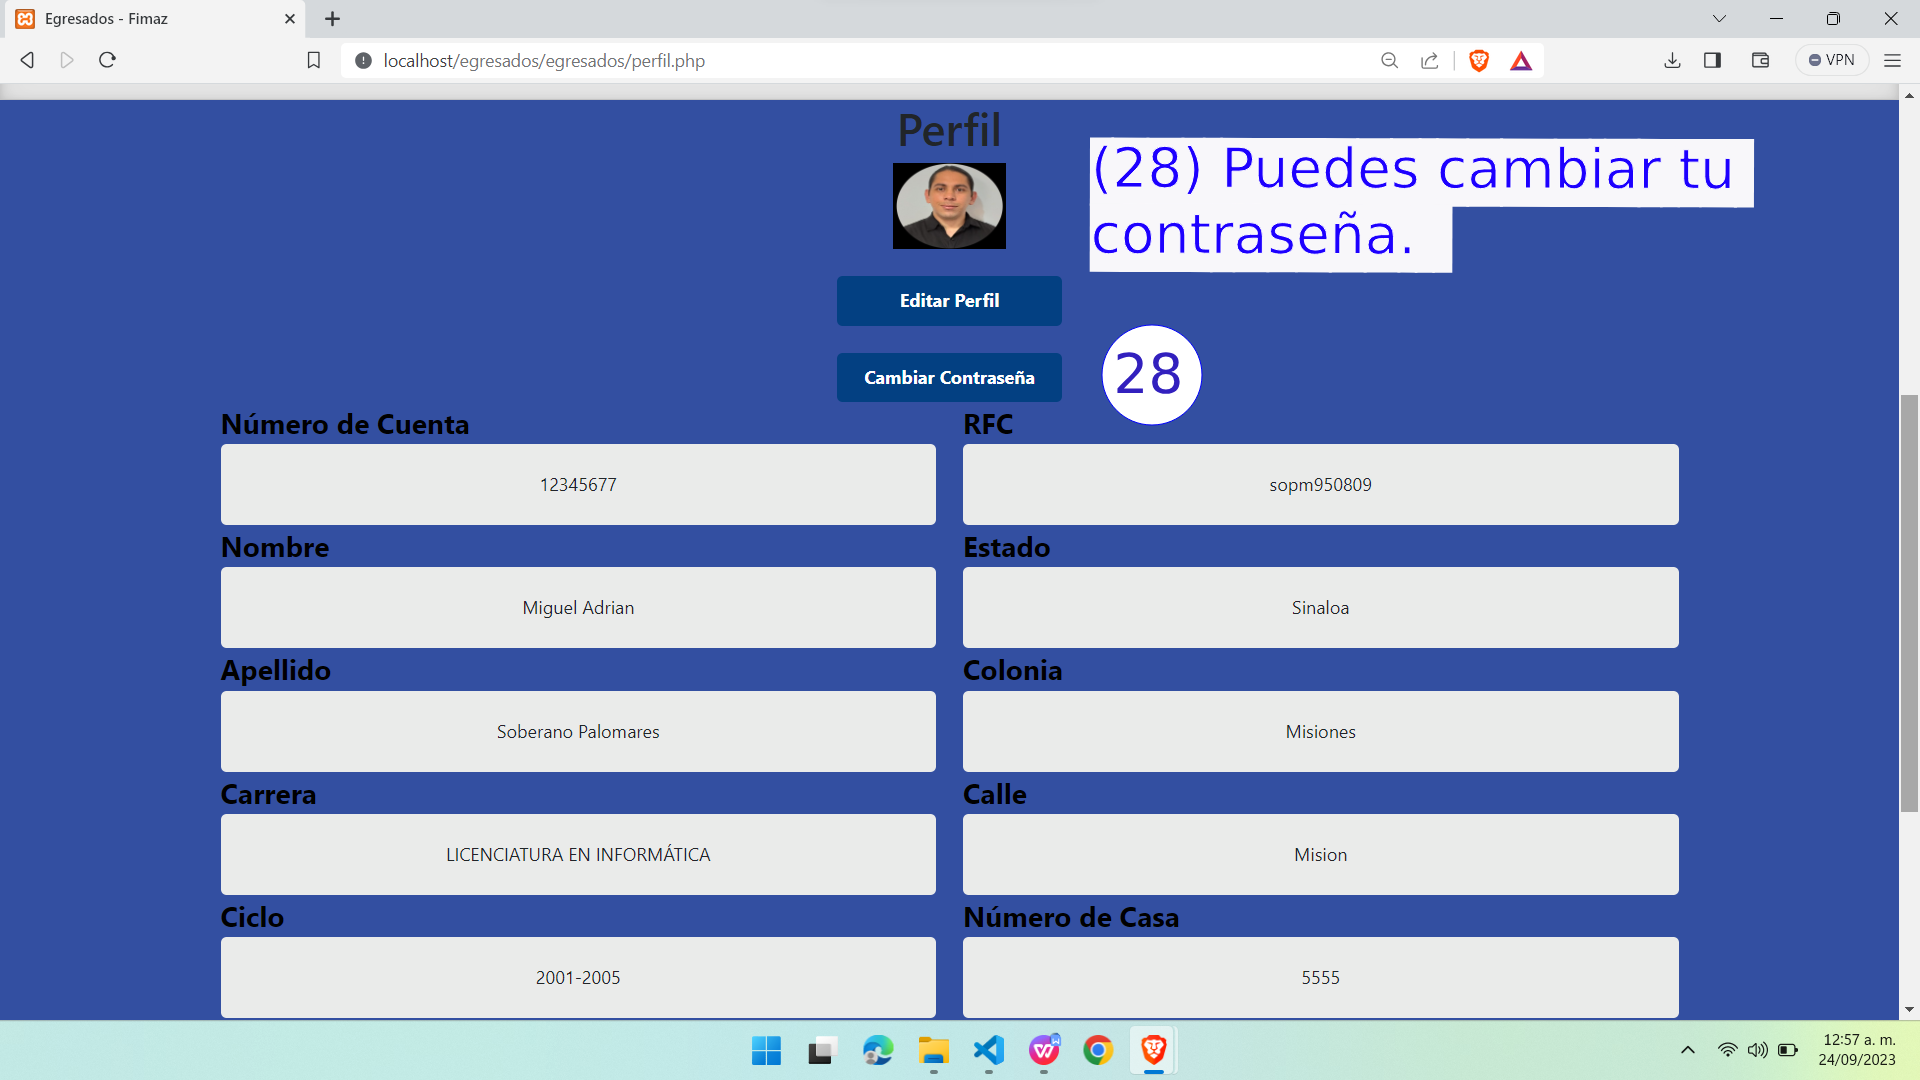 Egresados - Fimaz
localhost/egresados/egresados/perfil.php
VPN
Perfil
(28) Puedes cambiar tu
contraseña.
Editar Perfil
Cambiar Contraseña
28
Número de Cuenta
RFC
12345677
sopm950809
Nombre
Estado
Miguel Adrian
Sinaloa
Apellido
Colonia
Soberano Palomares
Misiones
Carrera
Calle
LICENCIATURA EN INFORMÁTICA
Mision
Ciclo
Número de Casa
2001-2005
5555
12:57 a. m.
24/09/2023